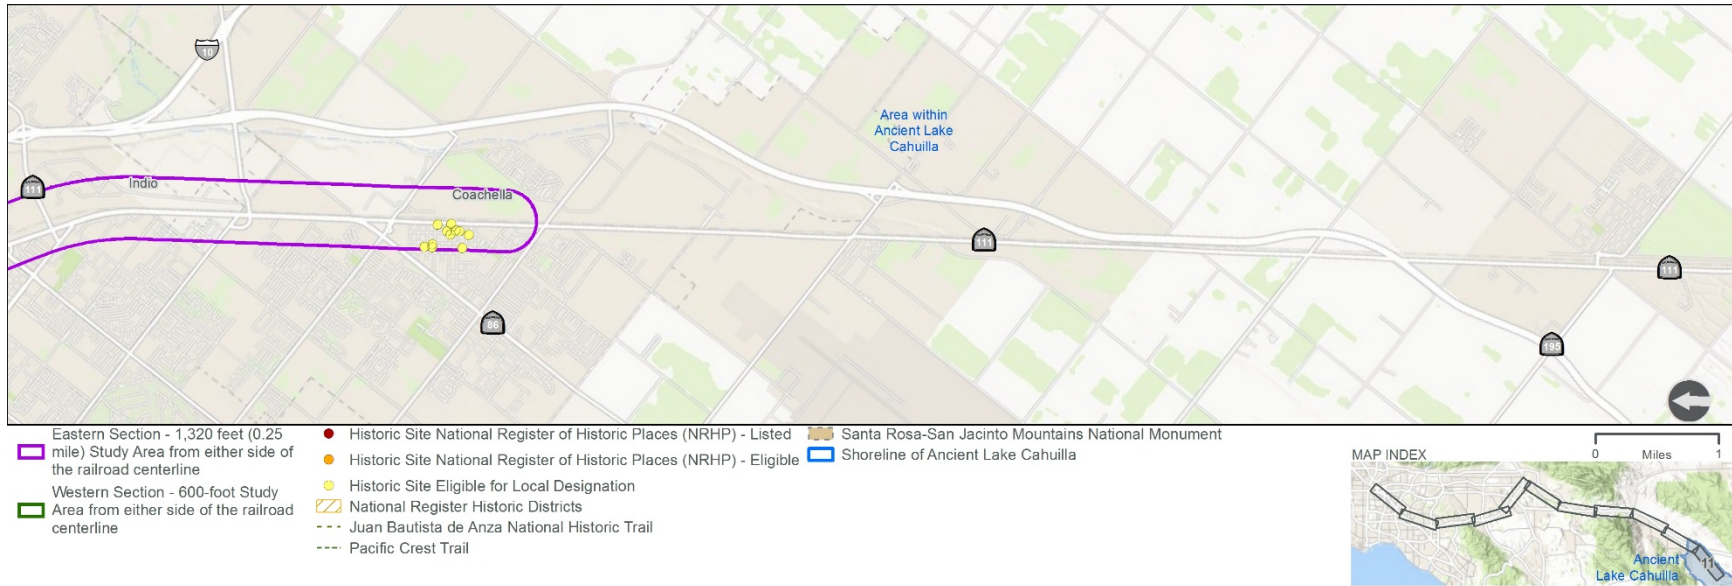 10
Area within
Ancient Lake
Cahuilla
111
Indio
Coachella
111
111
86
195
Eastern Section - 1,320 feet (0.25
mile) Study Area from either side of
the railroad centerline
Western Section - 600-foot Study
Area from either side of the railroad
centerline
Historic Site National Register of Historic Places (NRHP) - Listed
Historic Site National Register of Historic Places (NRHP) - Eligible
Historic Site Eligible for Local Designation
National Register Historic Districts
Juan Bautista de Anza National Historic Trail
Pacific Crest Trail
Santa Rosa-San Jacinto Mountains National Monument
Shoreline of Ancient Lake Cahuilla
0 Miles 1
MAP INDEX
Ancient
Lake Cahuilla
11